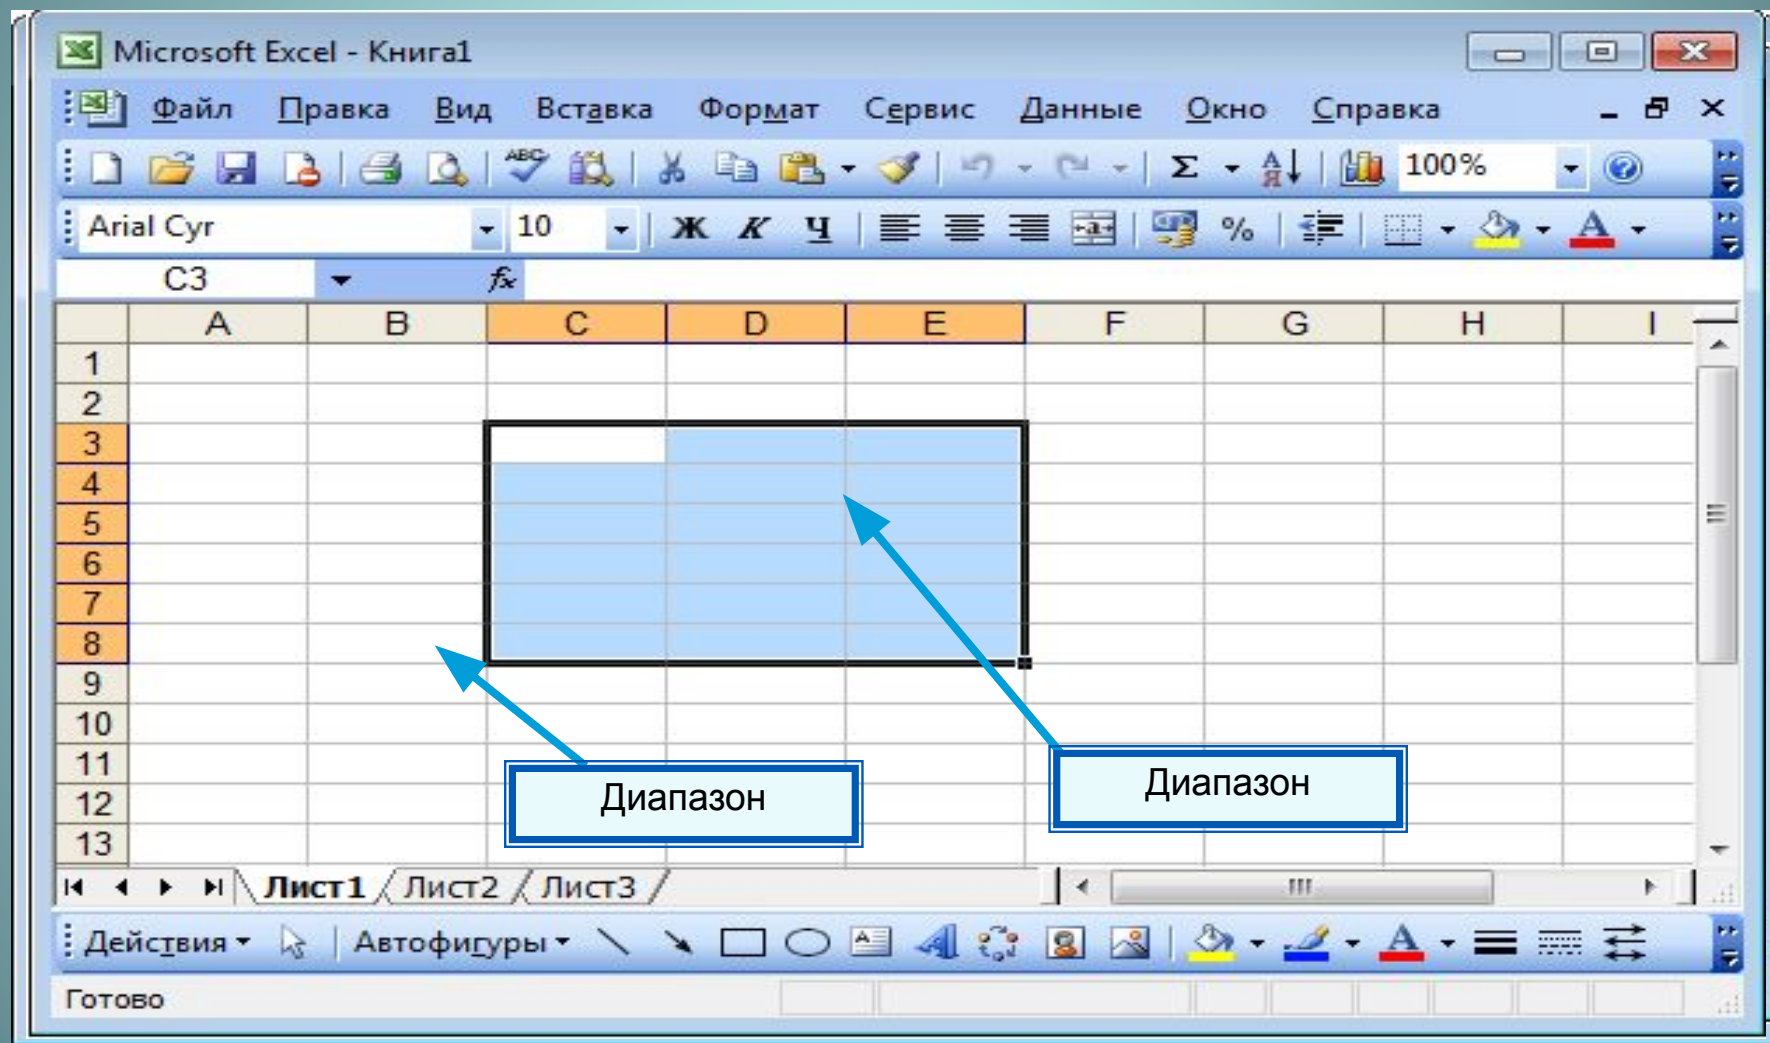 Microsoft Excel - Книга1
Файл Правка Вид Вставка Формат Сервис Данные Окно Справка
ABC Σ А Я 100%
Arial Cyr 10 Ж К Ч a % A
C3 fx
A B C D E F G H I
1
2
3
4
5
6
7
8
9
10
11
Диапазон
12 Диапазон
13
Лист1 Лист2 Лист3
Действия Автофигуры A A A
Готово